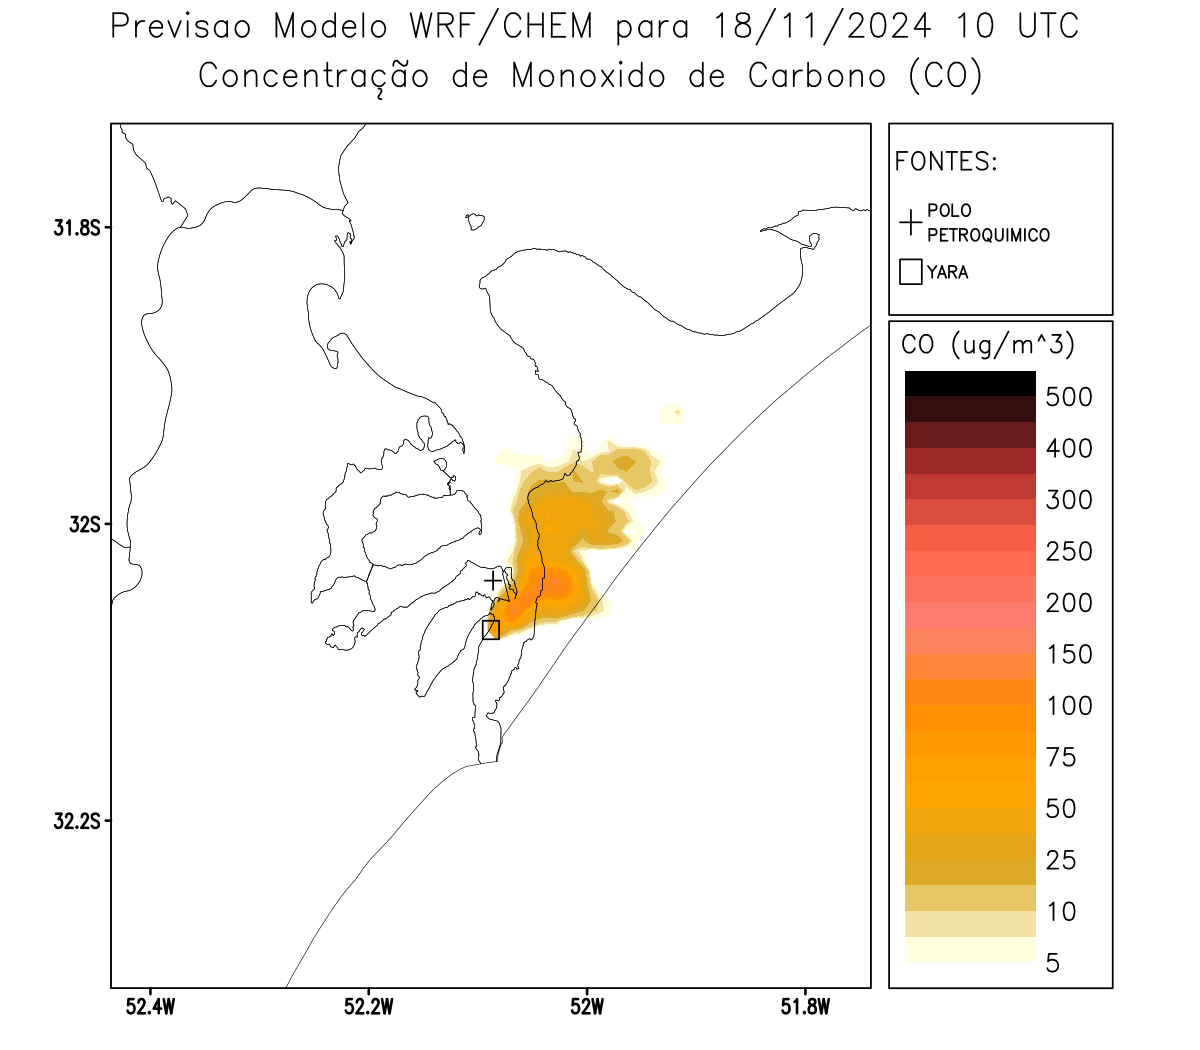 Previsao Modelo WRF/CHEM para 18/11/2024 10 UTC
Concentração de Monoxido de Carbono (CO)
FONTES:
POLO
PETROQUIMICO
YARA
CO (ug/m^3)
500
400
300
250
200
150
100
75
50
25
10
5
31.8S
32S
32.2S
52.4W
52.2W
52W
51.8W